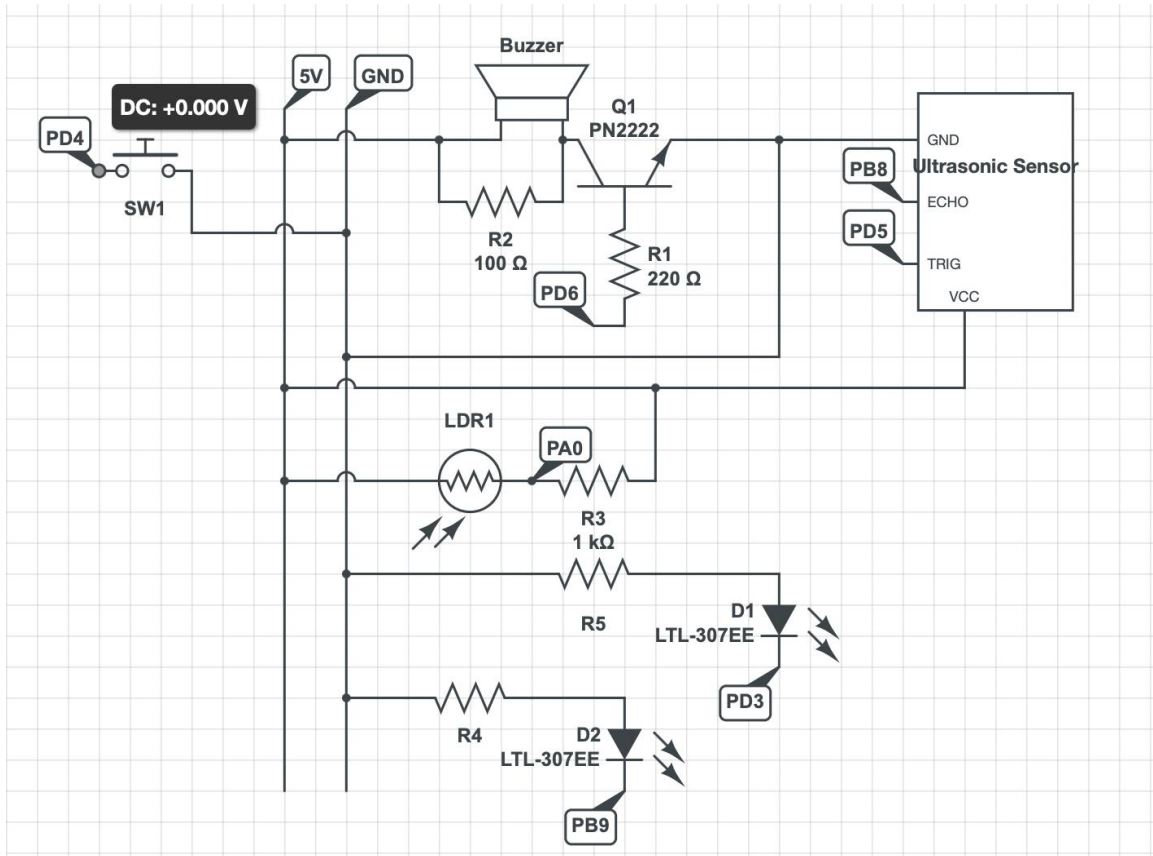 Buzzer
5V
GND
DC: +0.000 V
Q1
PN2222
PD4
GND
PB8
Ultrasonic Sensor
SW1
ECHO
PD5
R2
100 Ω
R1
220 Ω
TRIG
PD6
VCC
LDR1
PA0
R3
1 kΩ
D1
LTL-307EE
R5
PD3
R4
D2
LTL-307EE
PB9